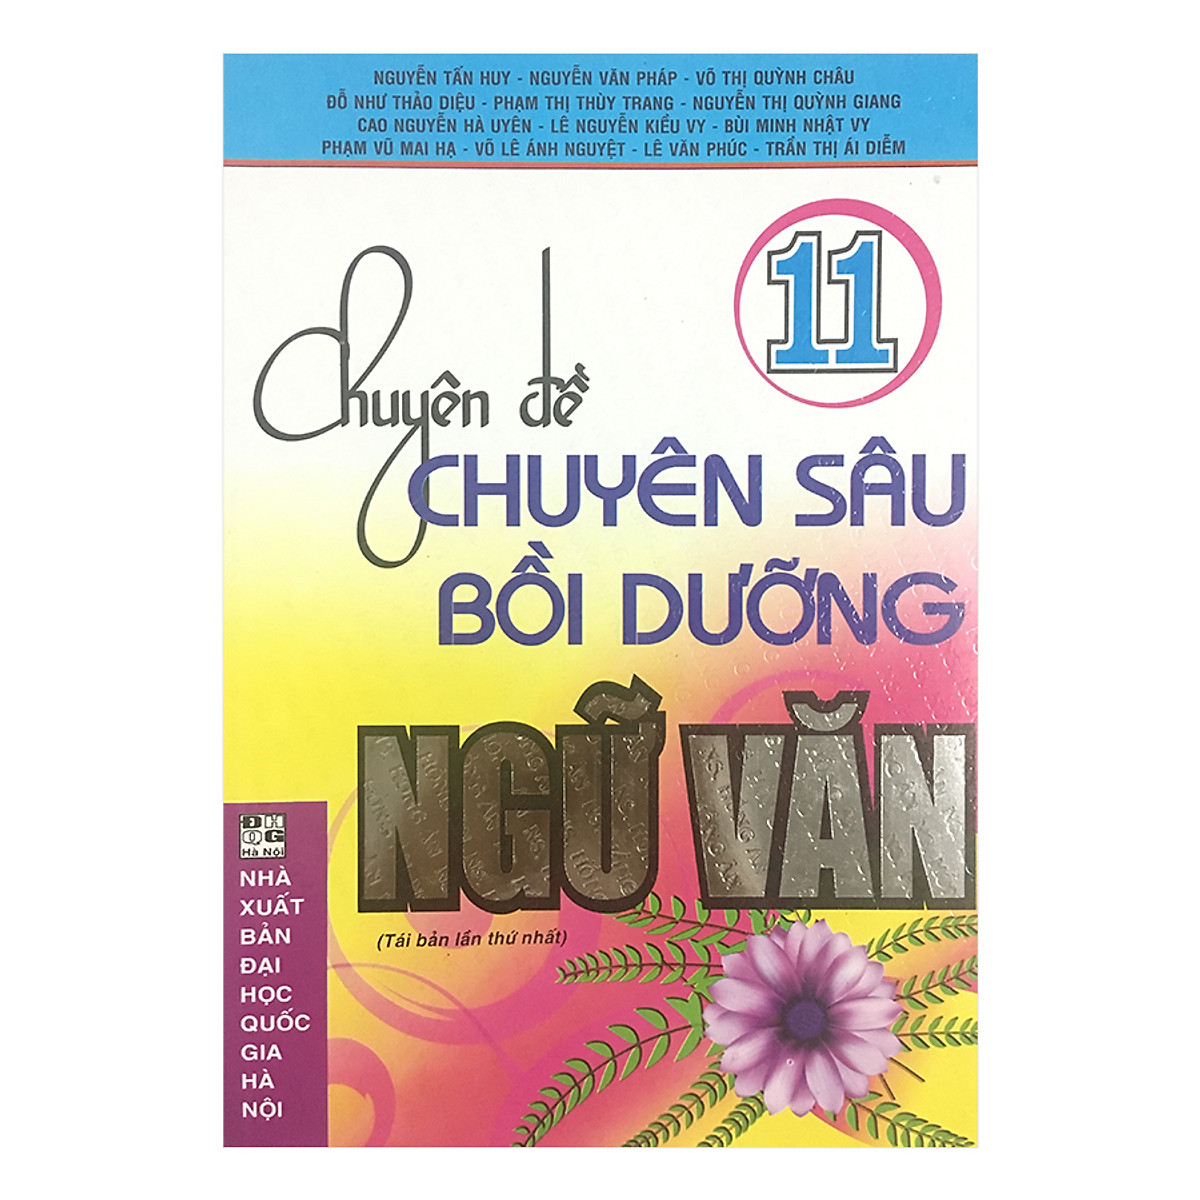 NGUYỄN TẤN HUY - NGUYỄN VĂN PHÁP - VÕ THỊ QUỲNH CHÂU
ĐỖ NHƯ THẢO DIỆU - PHẠM THỊ THÙY TRANG - NGUYỄN THỊ QUỲNH GIANG
CAO NGUYỄN HÀ UYÊN - LÊ NGUYỄN KIỀU VY - BÙI MINH NHẬT VY
PHẠM VŨ MAI HẠ - VÕ LÊ ÁNH NGUYỆT - LÊ VĂN PHÚC - TRẦN THỊ ÁI DIỄM
11
Chuyên đề
CHUYÊN SÂU
BỒI DƯỠNG
NGỮ VĂN
(Tái bản lần thứ nhất)
ĐH
QG
Hà Nội
NHÀ
XUẤT
BẢN
ĐẠI
HỌC
QUỐC
GIA
HÀ
NỘI